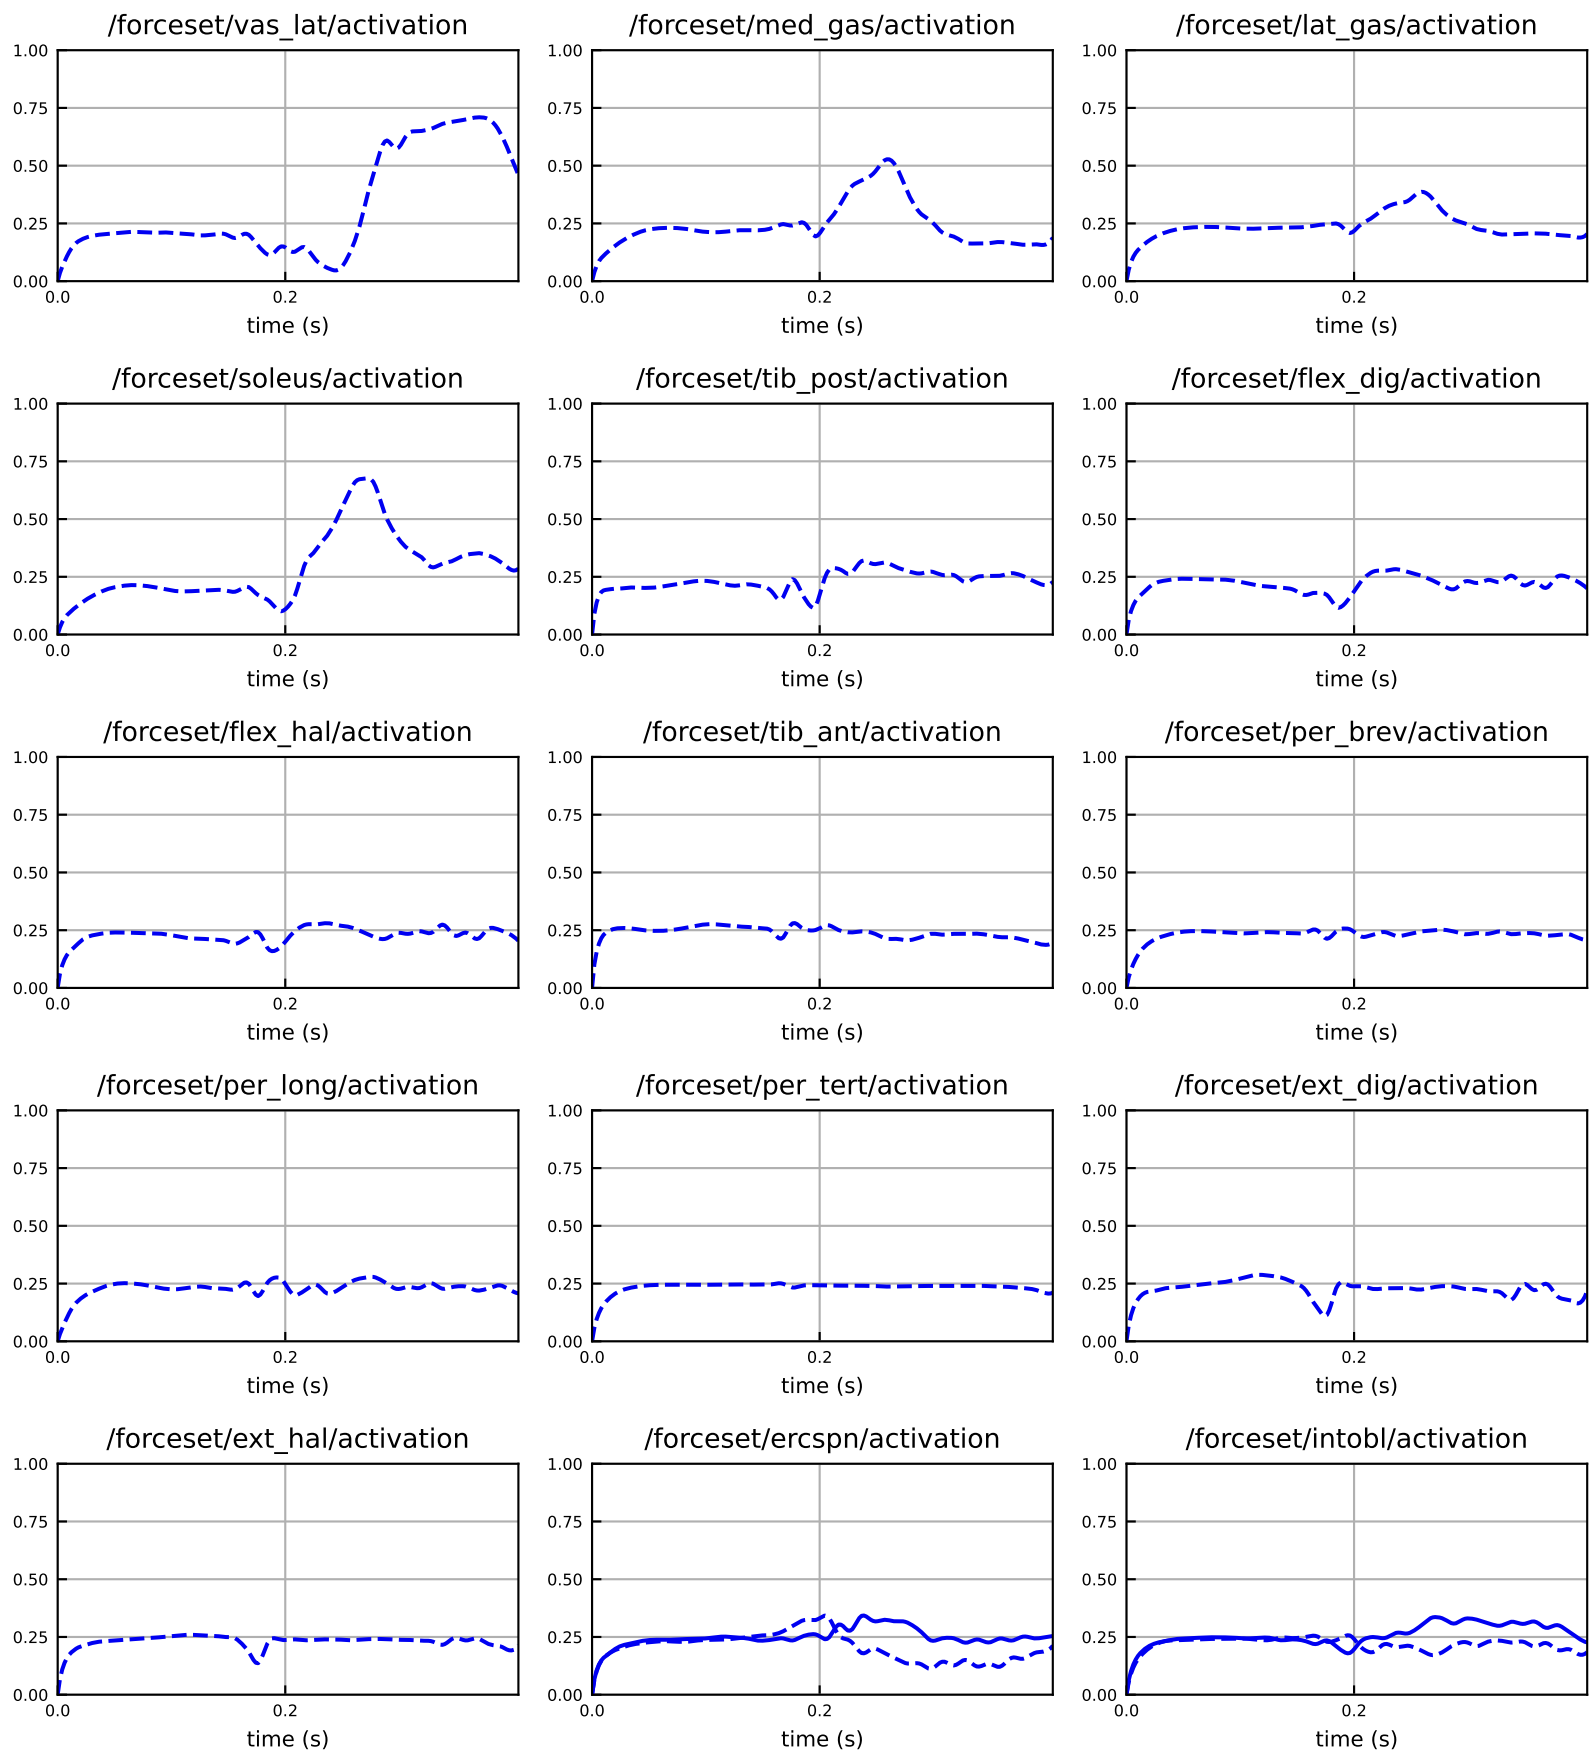 /forceset/vas_lat/activation /forceset/med_gas/activation /forceset/lat_gas/activation
1.00 1.00 1.00
0.75 0.75 0.75
0.50 0.50 0.50
0.25 0.25 0.25
0.00 0.00 0.00
0.0 0.2 0.0 0.2 0.0 0.2
time (s) time (s) time (s)
/forceset/soleus/activation /forceset/tib_post/activation /forceset/flex_dig/activation
1.00 1.00 1.00
0.75 0.75 0.75
0.50 0.50 0.50
0.25 0.25 0.25
0.00 0.00 0.00
0.0 0.2 0.0 0.2 0.0 0.2
time (s) time (s) time (s)
/forceset/flex_hal/activation /forceset/tib_ant/activation /forceset/per_brev/activation
1.00 1.00 1.00
0.75 0.75 0.75
0.50 0.50 0.50
0.25 0.25 0.25
0.00 0.00 0.00
0.0 0.2 0.0 0.2 0.0 0.2
time (s) time (s) time (s)
/forceset/per_long/activation /forceset/per_tert/activation /forceset/ext_dig/activation
1.00 1.00 1.00
0.75 0.75 0.75
0.50 0.50 0.50
0.25 0.25 0.25
0.00 0.00 0.00
0.0 0.2 0.0 0.2 0.0 0.2
time (s) time (s) time (s)
/forceset/ext_hal/activation /forceset/ercspn/activation /forceset/intobl/activation
1.00 1.00 1.00
0.75 0.75 0.75
0.50 0.50 0.50
0.25 0.25 0.25
0.00 0.00 0.00
0.0 0.2 0.0 0.2 0.0 0.2
time (s) time (s) time (s)